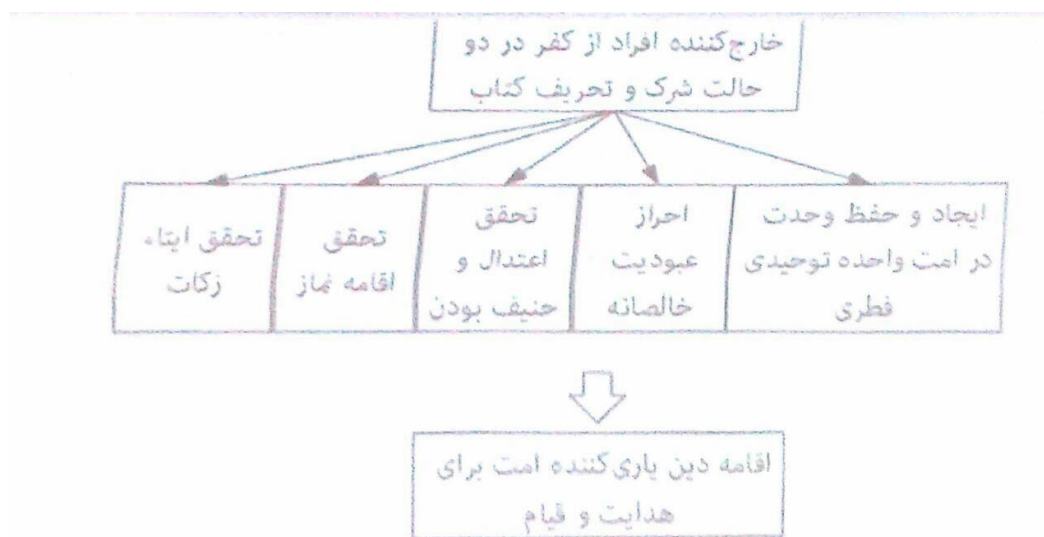 خارج‌کننده افراد از کفر در دو
حالت شرک و تحریف کتاب
ایجاد و حفظ وحدت
در امت واحده توحیدی
فطری
احراز
عبودیت
خالصانه
تحقق
اعتدال و
حنیف بودن
تحقق
اقامه نماز
تحقق ایتاء
زکات
اقامه دین یاری‌کننده امت برای
هدایت و قیام